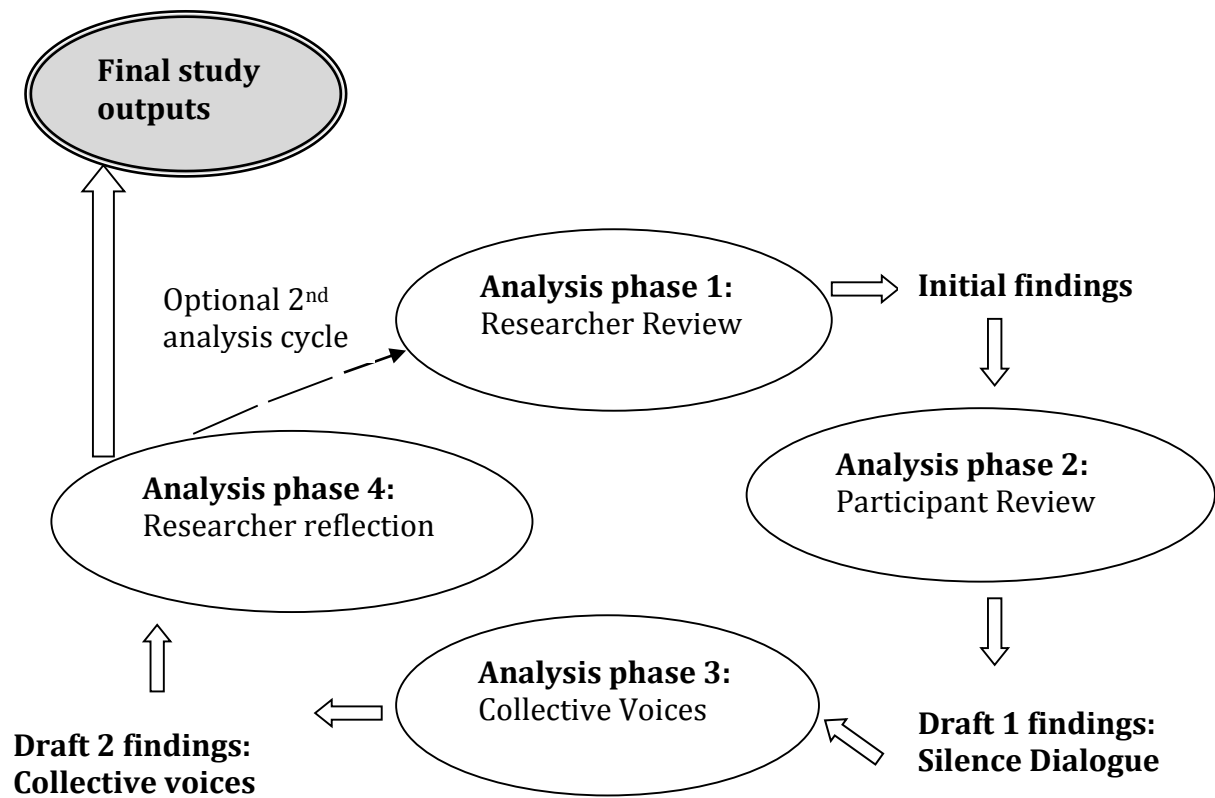 Final study
outputs
Optional 2nd
analysis cycle
Analysis phase 1:
Researcher Review
Initial findings
Analysis phase 2:
Participant Review
Draft 1 findings:
Silence Dialogue
Analysis phase 3:
Collective Voices
Draft 2 findings:
Collective voices
Analysis phase 4:
Researcher reflection